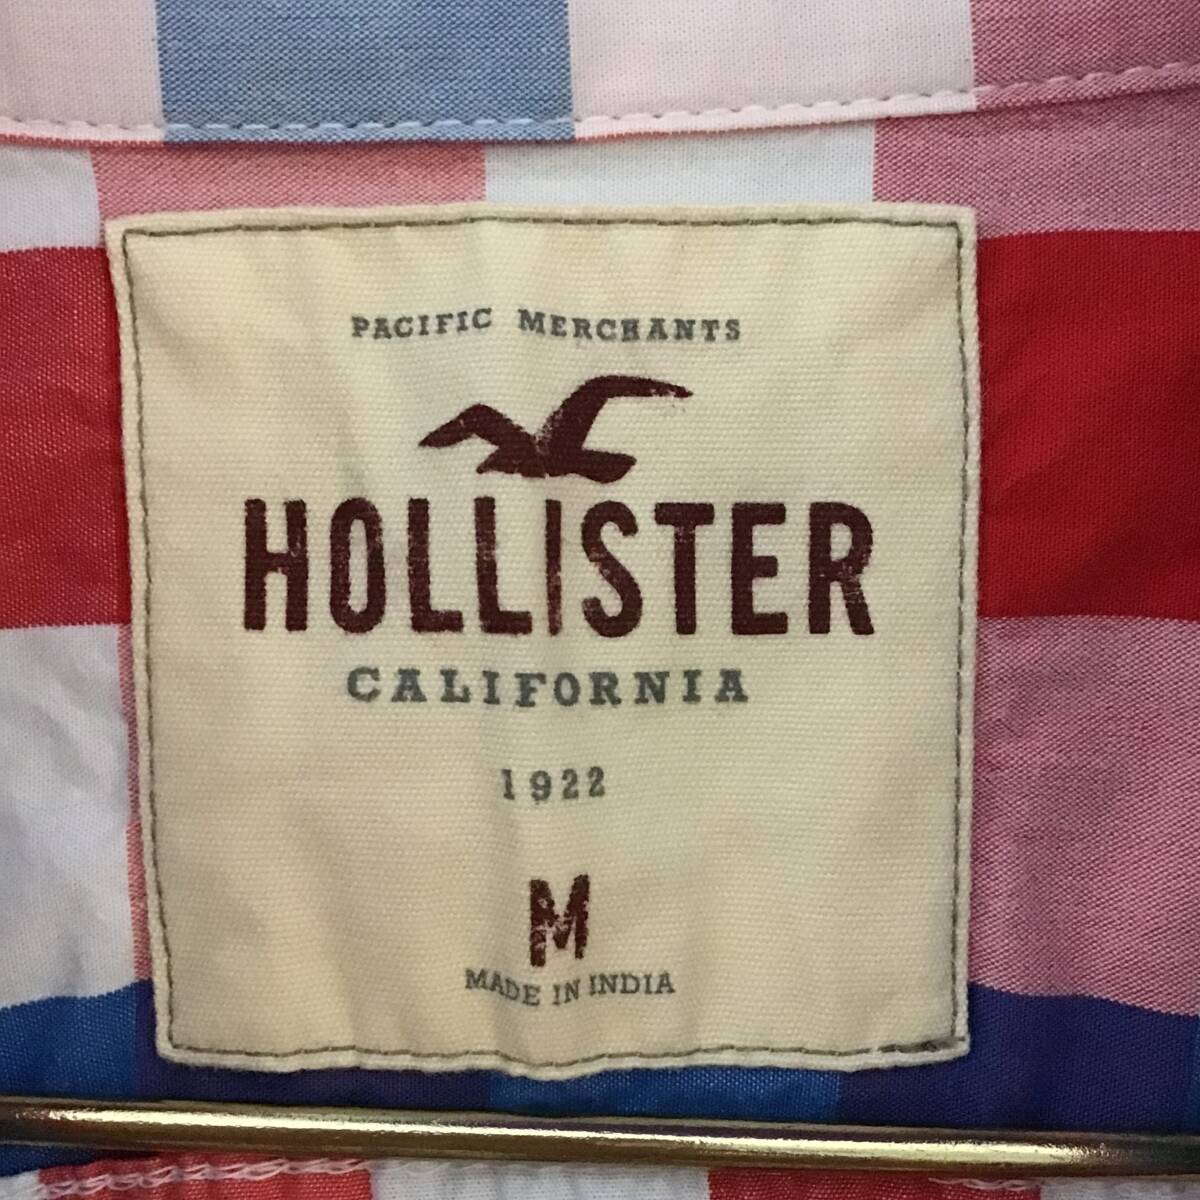 PACIFIC MERCHANTS
HOLLISTER
CALIFORNIA
1922
M
MADE IN INDIA